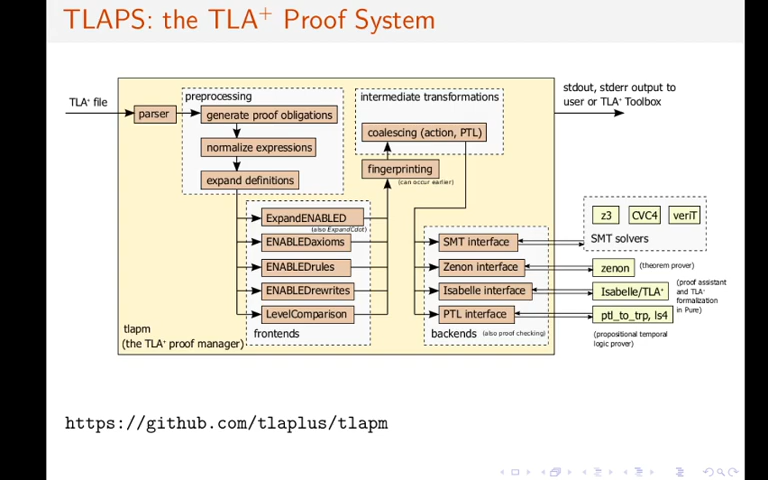 TLAPS: the TLA+ Proof System
TLA+ file
parser
preprocessing
generate proof obligations
normalize expressions
expand definitions
intermediate transformations
coalescing (action, PTL)
fingerprinting
(can occur earlier)
stdout, stderr output to
user or TLA+ Toolbox
ExpandENABLED
(also ExpandCdot)
ENABLEDaxioms
ENABLEDrules
ENABLEDrewrites
LevelComparison
frontends
SMT interface
Zenon interface
Isabelle interface
PTL interface
backends (also proof checking)
z3 CVC4 veriT
SMT solvers
zenon (theorem prover)
Isabelle/TLA+
(proof assistant
and TLA+
formalization
in Pure)
ptl_to_trp, ls4
(propositional temporal
logic prover)
tlapm
(the TLA+ proof manager)
https://github.com/tlaplus/tlapm